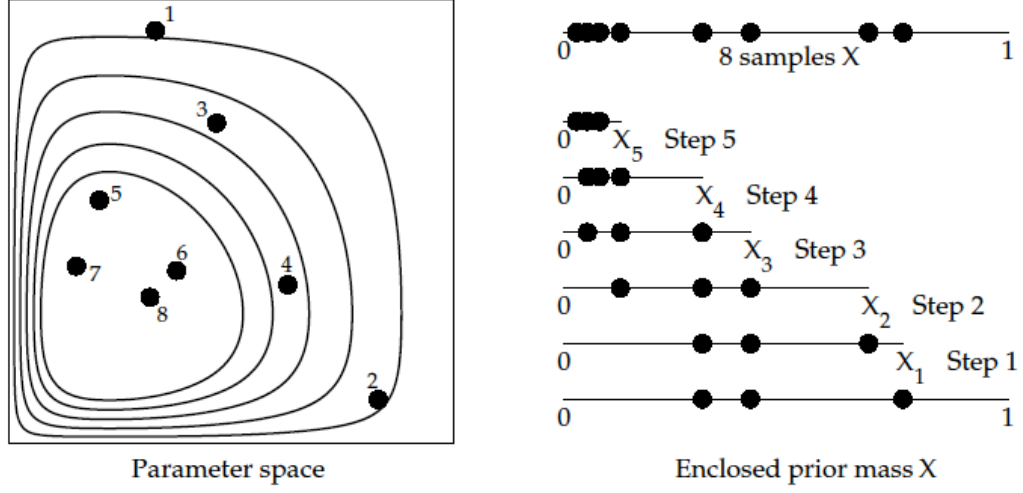 1
3
5
6
7
4
8
2
Parameter space
0 8 samples X 1
0 X5 Step 5
0 X4 Step 4
0 X3 Step 3
0 X2 Step 2
0 X1 Step 1
0 1
Enclosed prior mass X